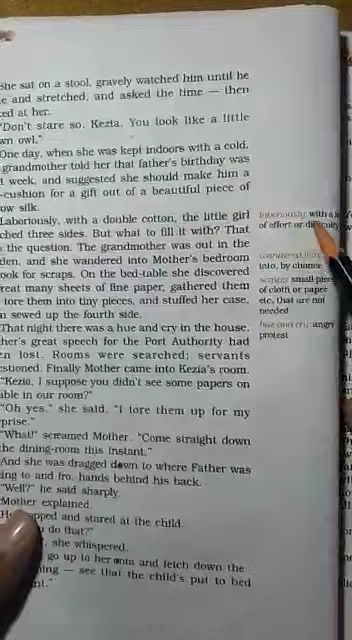 She sat on a stool, gravely watched him until he
e and stretched, and asked the time — then
ed at her.
"Don't stare so, Kezia. You look like a little
wn owl."
One day, when she was kept indoors with a cold,
grandmother told her that father's birthday was
t week, and suggested she should make him a
-cushion for a gift out of a beautiful piece of
ow silk.
Laboriously, with a double cotton, the little girl
ched three sides. But what to fill it with? That
s the question. The grandmother was out in the
den, and she wandered into Mother's bedroom
ook for scraps. On the bed-table she discovered
reat many sheets of fine paper, gathered them
tore them into tiny pieces, and stuffed her case,
n sewed up the fourth side.
That night there was a hue and cry in the house.
her's great speech for the Port Authority had
n lost. Rooms were searched; servants
stioned. Finally Mother came into Kezia's room.
"Kezia, I suppose you didn't see some papers on
able in our room?"
"Oh yes," she said, "I tore them up for my
prise."
"What!" screamed Mother. "Come straight down
the dining-room this instant."
And she was dragged down to where Father was
ing to and fro, hands behind his back.
"Well?" he said sharply.
Mother explained.
He stopped and stared at the child.
u do that?"
, she whispered.
go up to her room and fetch down the
ing — see that the child's put to bed
nt."
laboriously: with a
of effort or difficulty
wandered into:
into, by chance
scraps: small piec
of cloth or paper
etc. that are not
needed
hue and cry: angry
protest